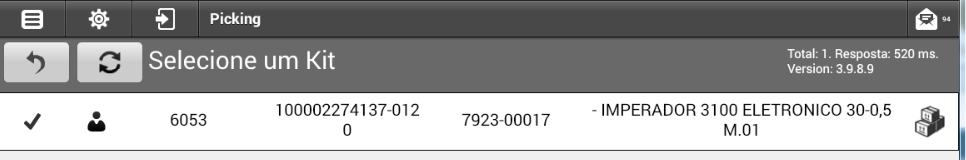 Picking
94
Selecione um Kit
Total: 1. Resposta: 520 ms.
Version: 3.9.8.9
6053
100002274137-012
0
7923-00017
- IMPERADOR 3100 ELETRONICO 30-0,5
M.01